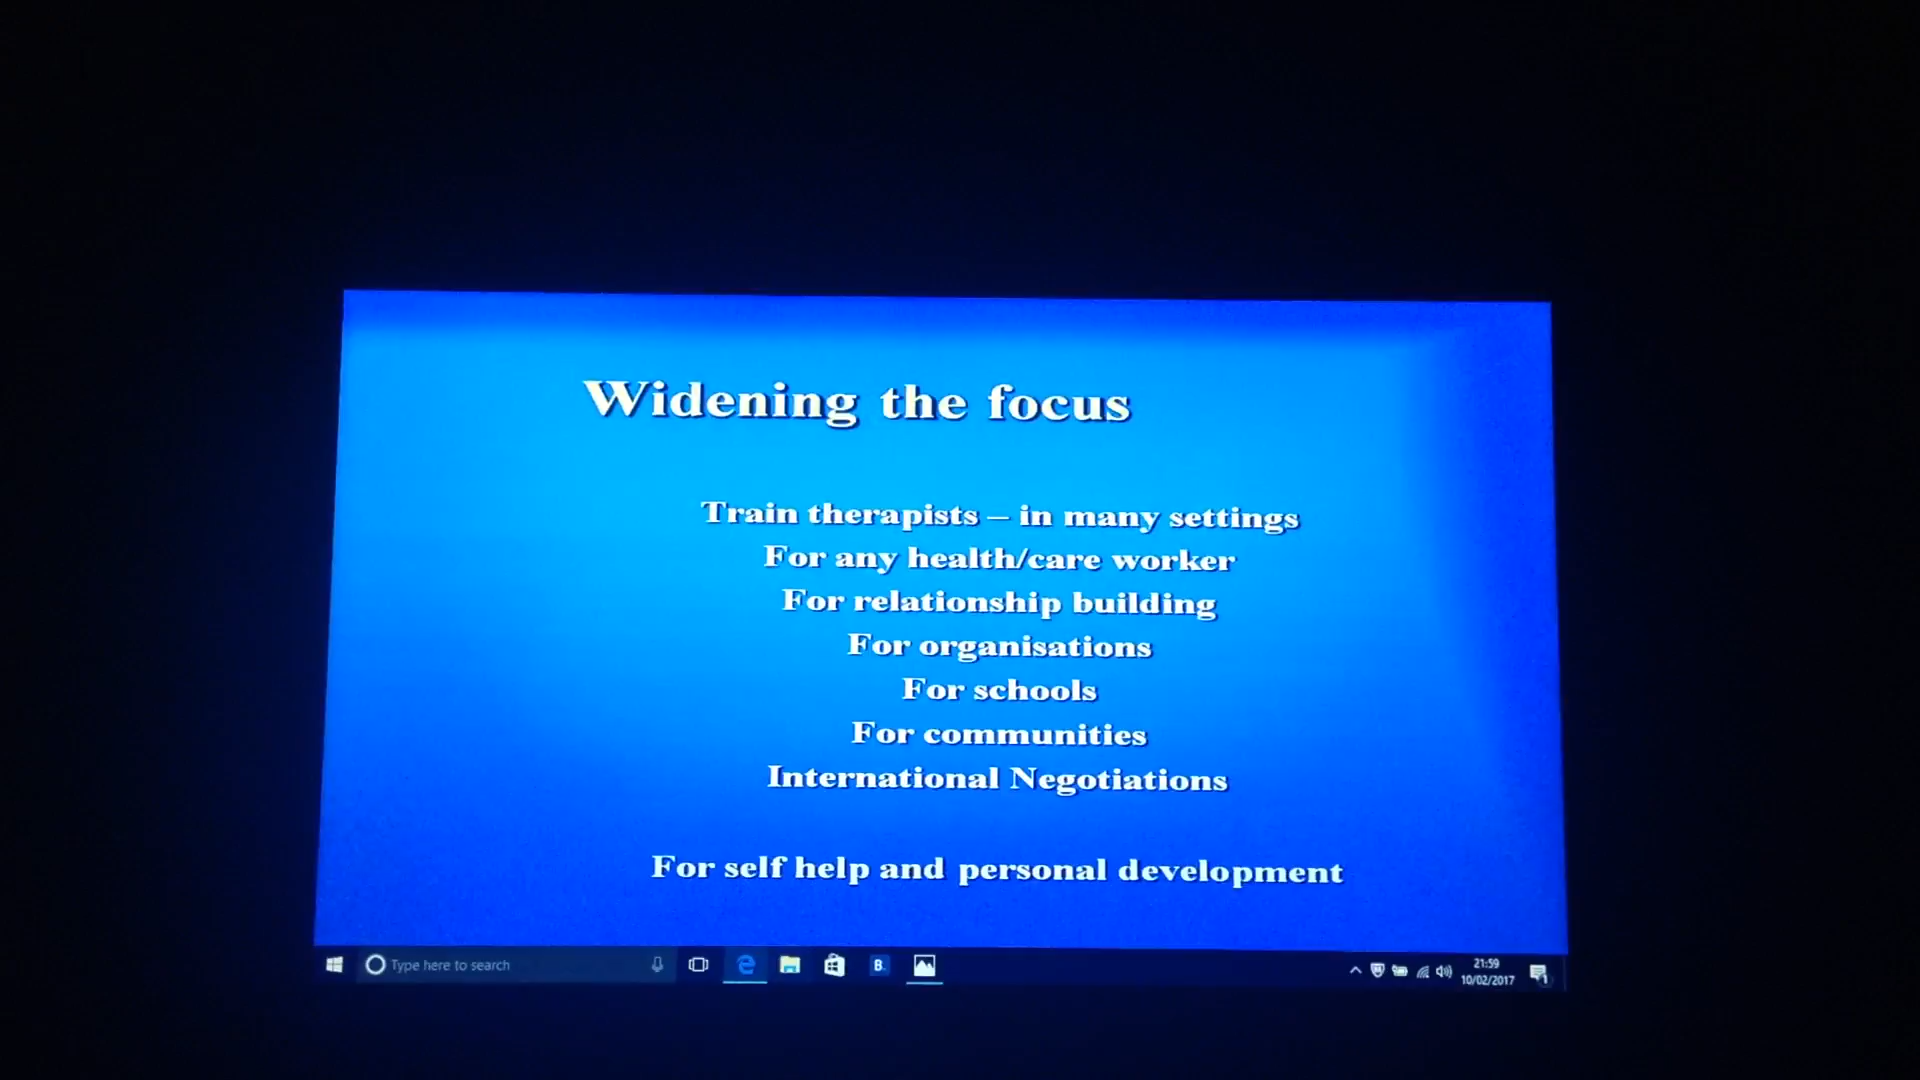 Widening the focus
Train therapists – in many settings
For any health/care worker
For relationship building
For organisations
For schools
For communities
International Negotiations
For self help and personal development
Type here to search
B.
21:59
10/02/2017
1